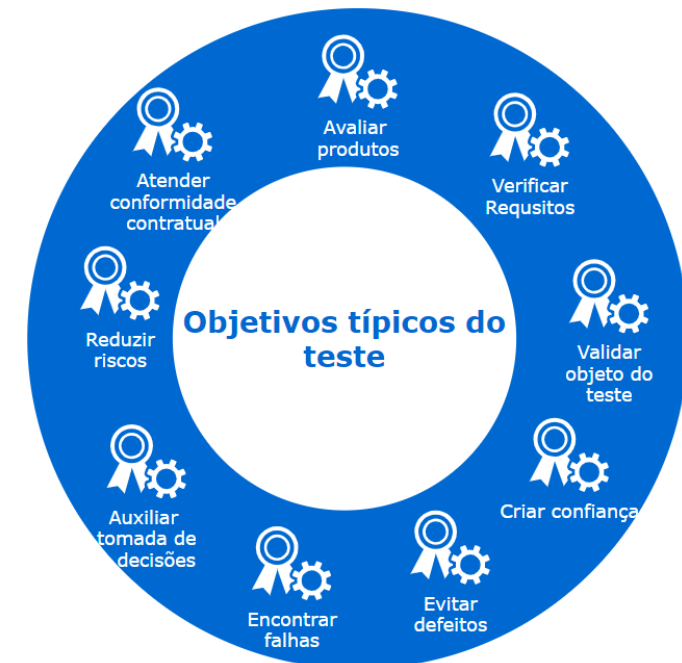 Objetivos típicos do
teste
Avaliar
produtos
Verificar
Requsitos
Validar
objeto do
teste
Criar confiança
Evitar
defeitos
Encontrar
falhas
Auxiliar
tomada de
decisões
Reduzir
riscos
Atender
conformidade
contratual